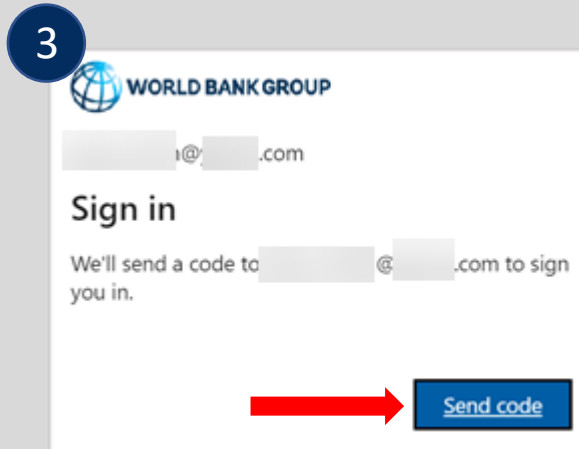 3
WORLD BANK GROUP
@ .com
Sign in
We'll send a code to @ .com to sign
you in.
Send code